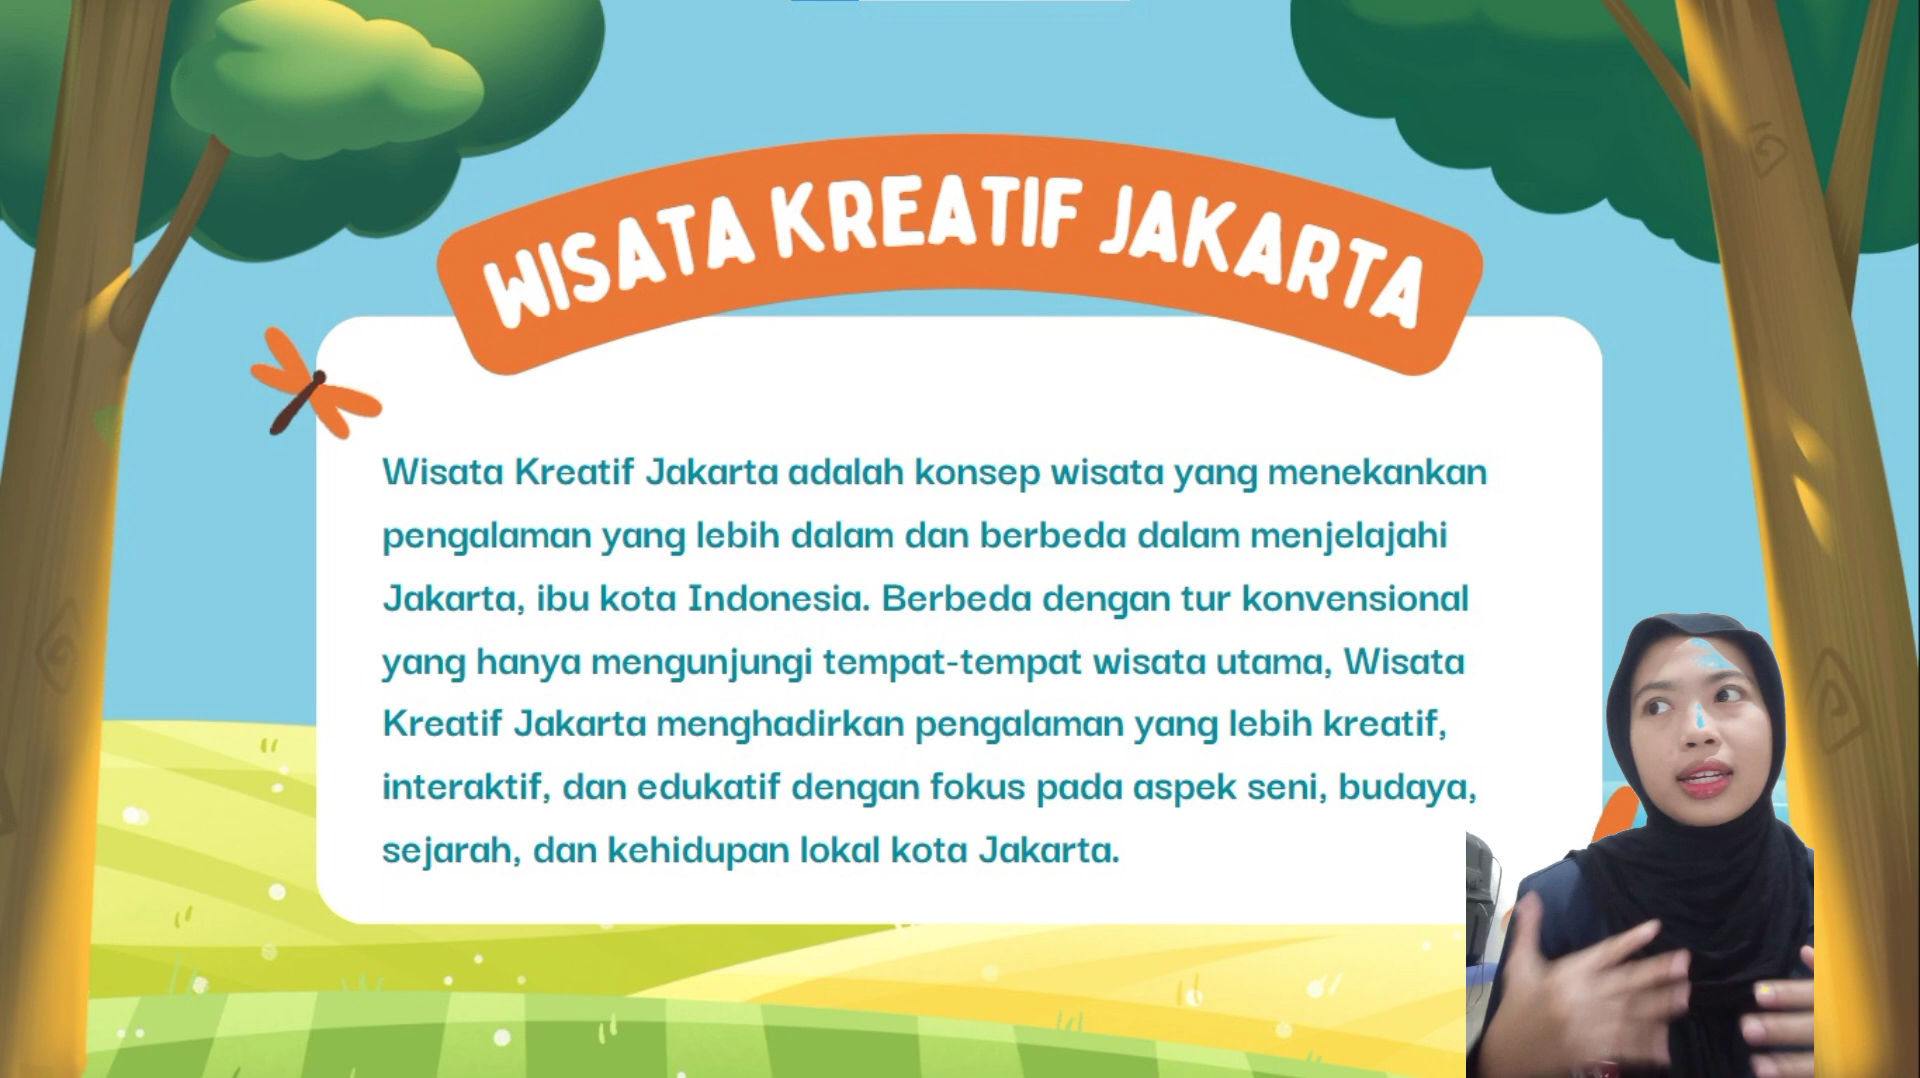 WISATA KREATIF JAKARTA
Wisata Kreatif Jakarta adalah konsep wisata yang menekankan
pengalaman yang lebih dalam dan berbeda dalam menjelajahi
Jakarta, ibu kota Indonesia. Berbeda dengan tur konvensional
yang hanya mengunjungi tempat-tempat wisata utama, Wisata
Kreatif Jakarta menghadirkan pengalaman yang lebih kreatif,
interaktif, dan edukatif dengan fokus pada aspek seni, budaya,
sejarah, dan kehidupan lokal kota Jakarta.